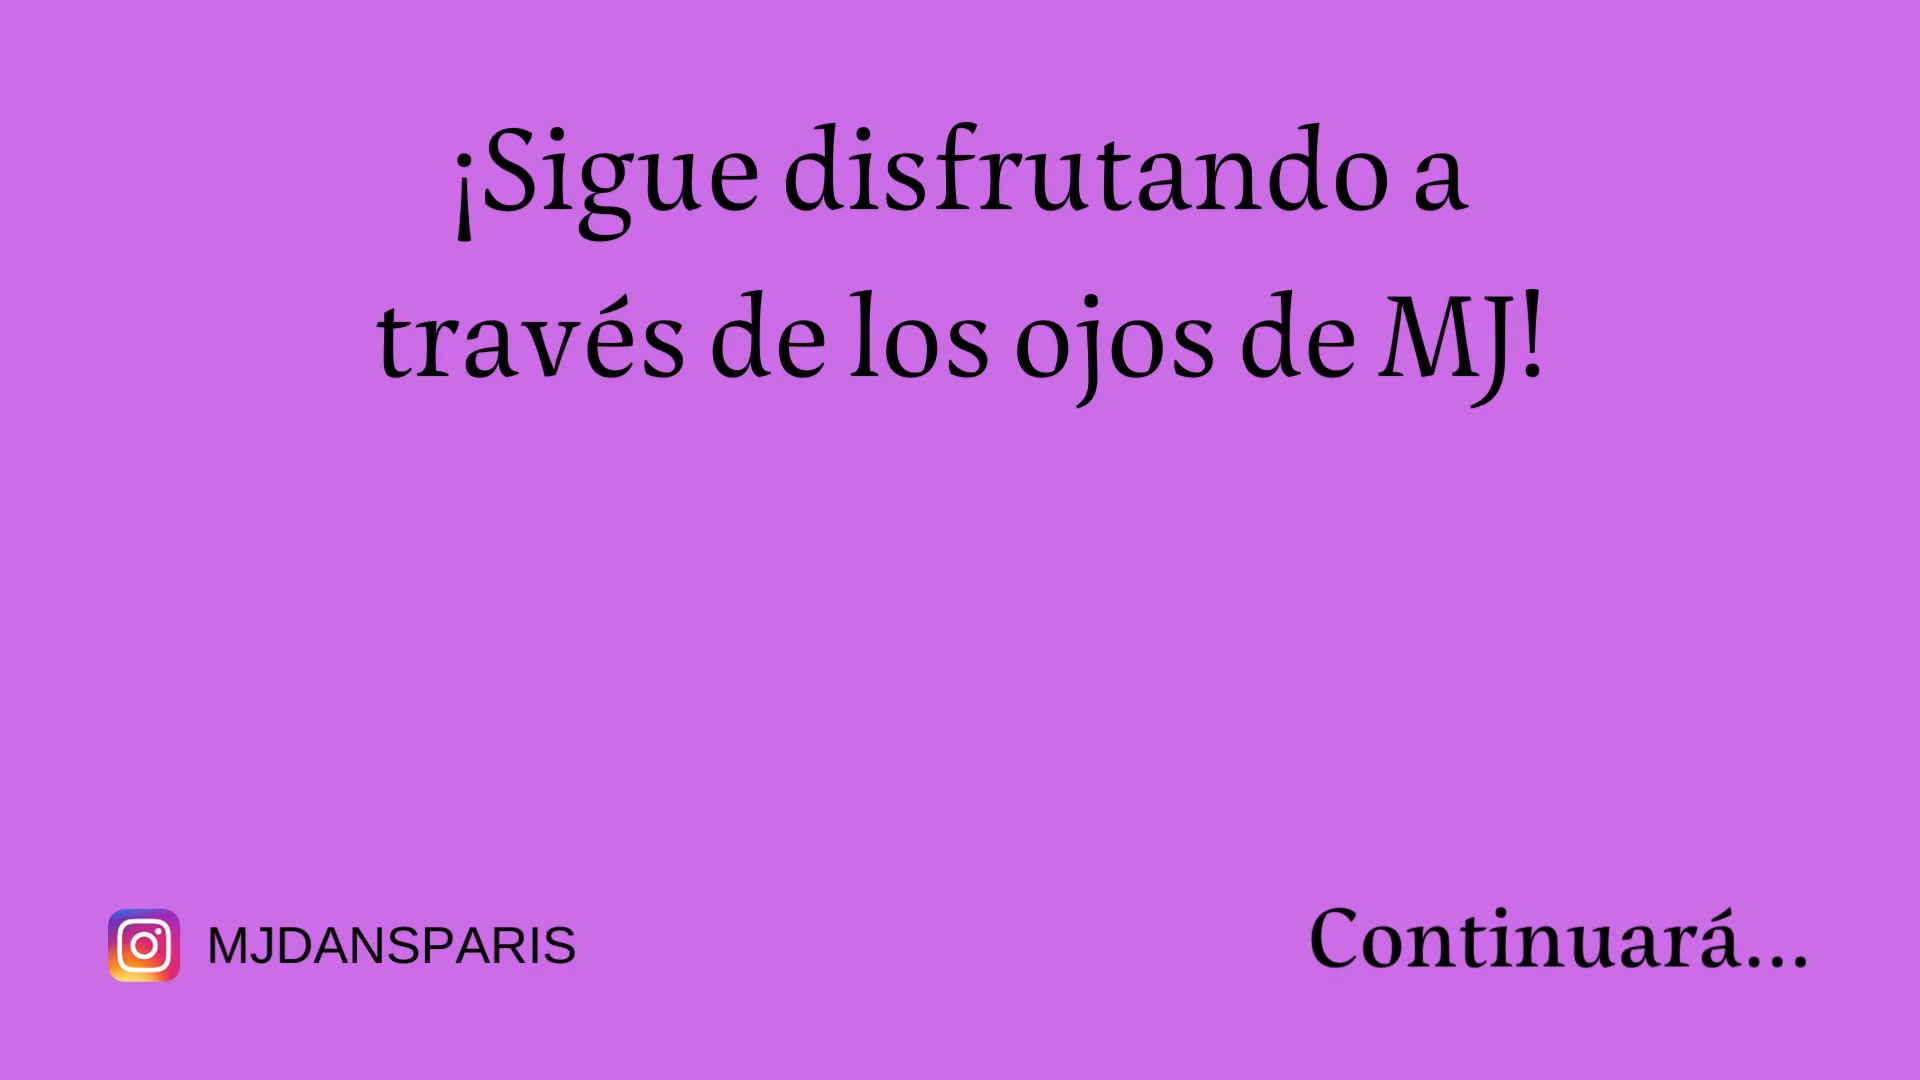 ¡Sigue disfrutando a
través de los ojos de MJ!
MJDANSPARIS
Continuará...